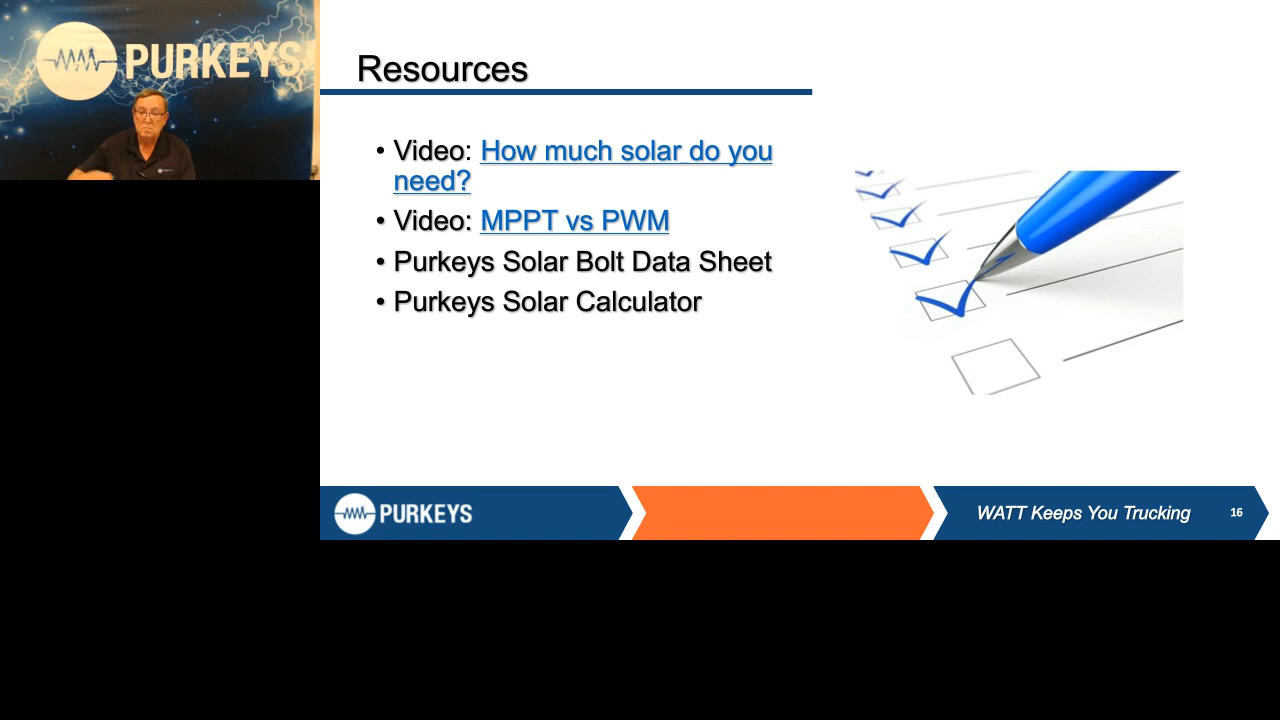 PURKEYS
Resources
• Video: How much solar do you
need?
• Video: MPPT vs PWM
• Purkeys Solar Bolt Data Sheet
• Purkeys Solar Calculator
PURKEYS
WATT Keeps You Trucking
16